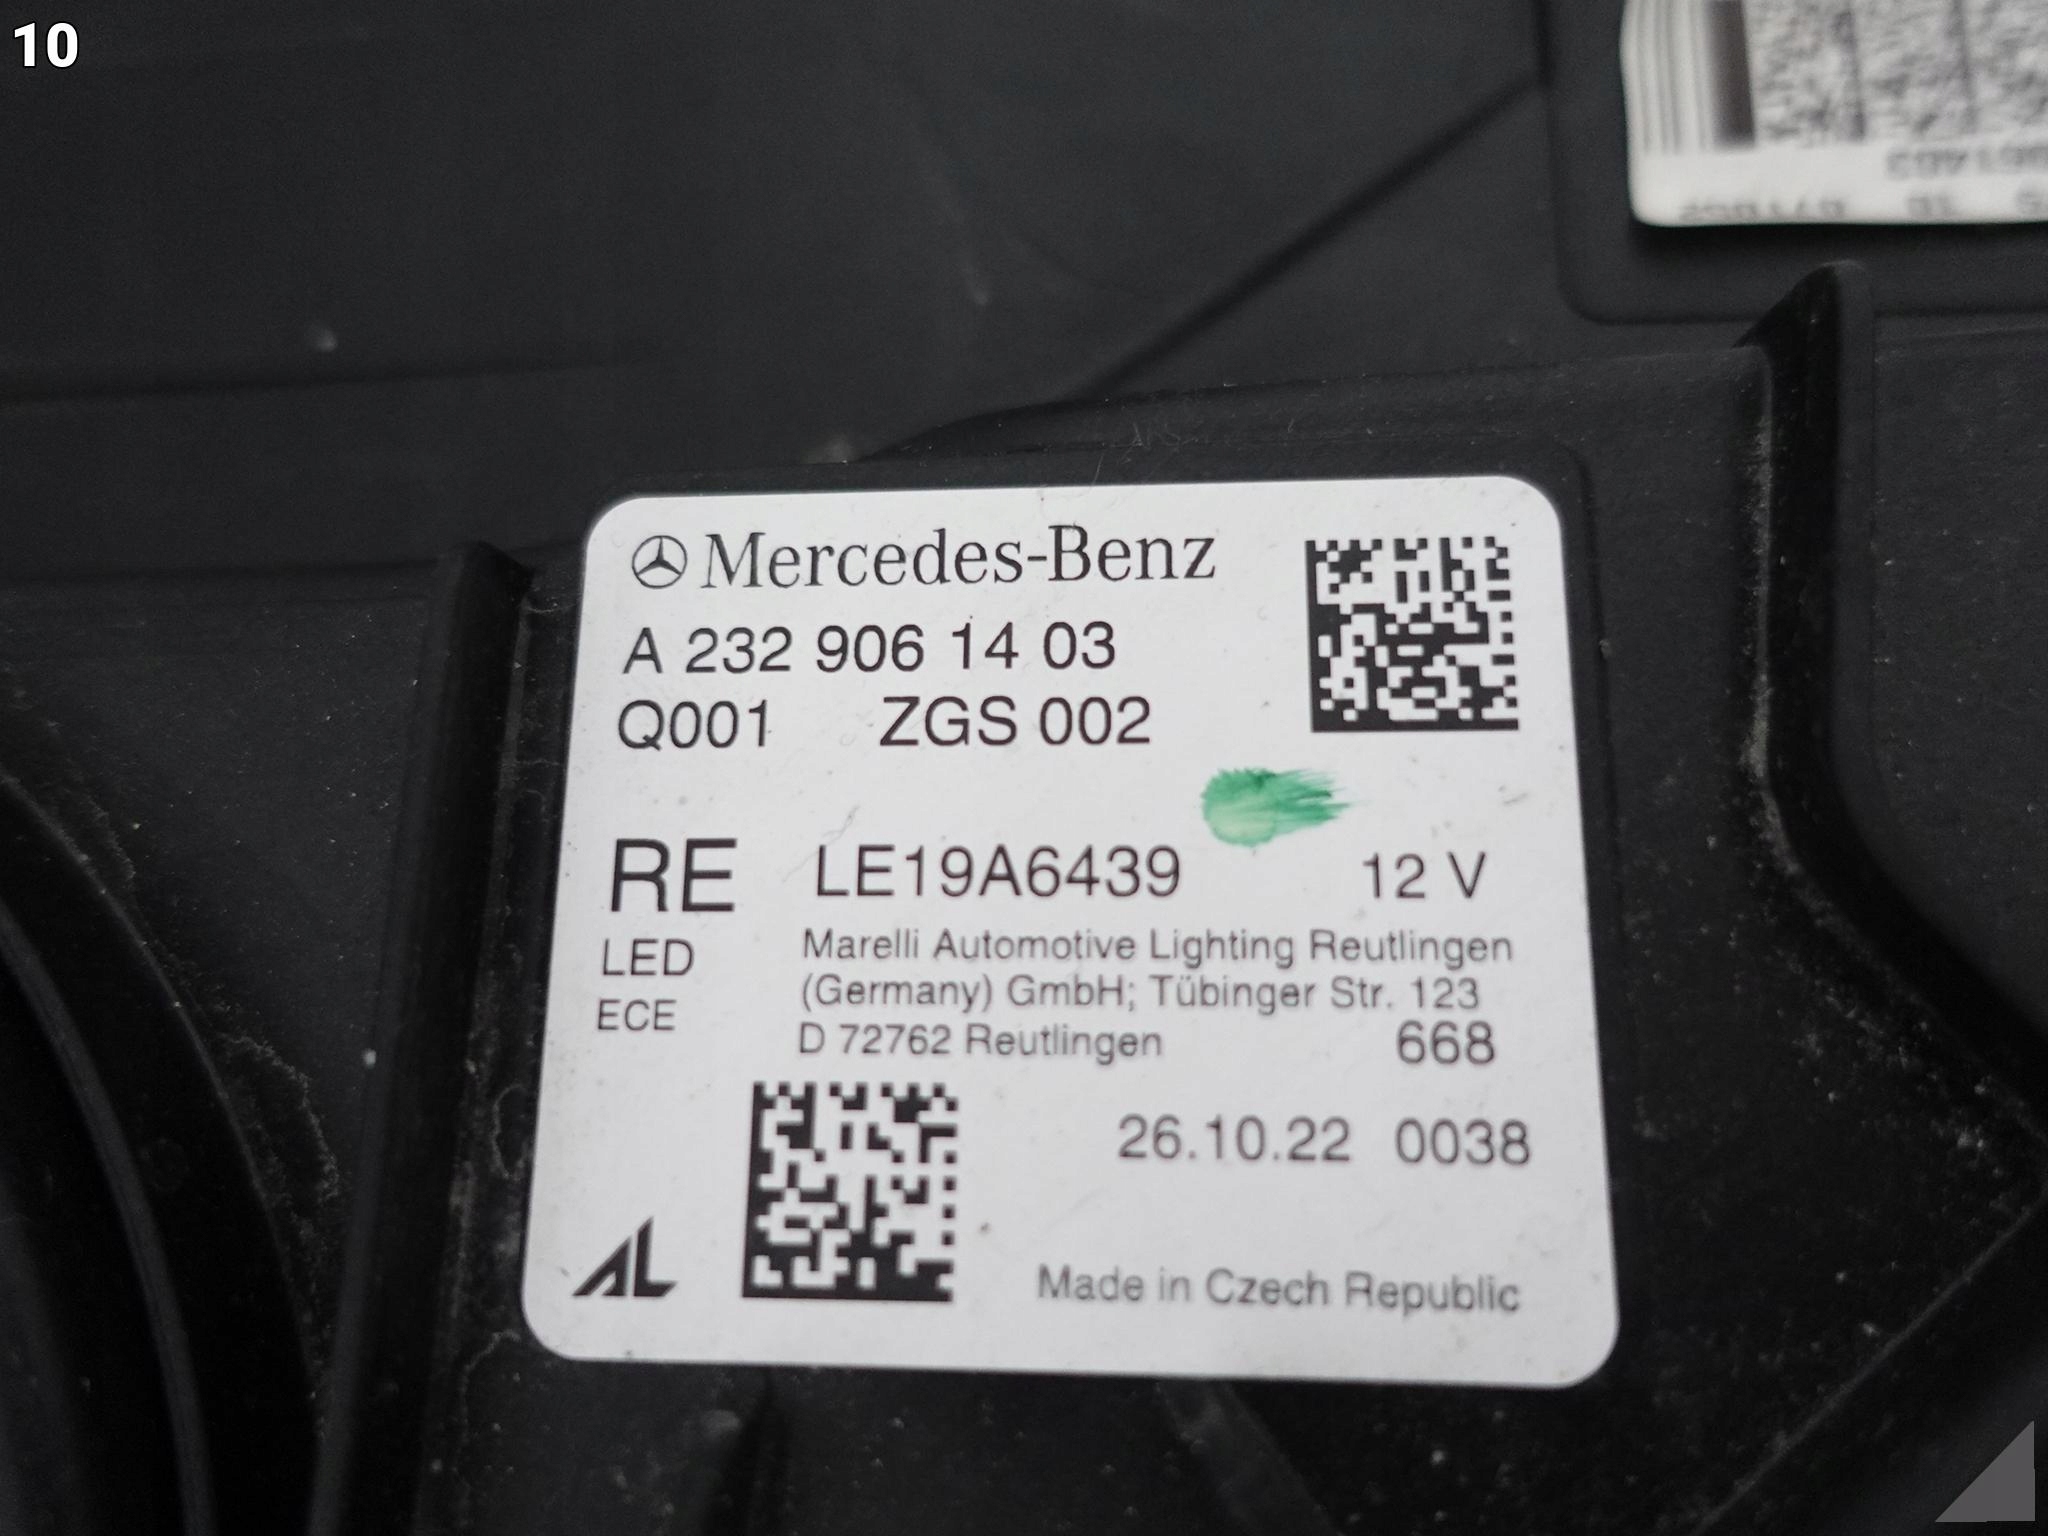 10
Mercedes-Benz
A 232 906 14 03
Q001 ZGS 002
RE LE19A6439 12 V
LED
ECE
Marelli Automotive Lighting Reutlingen
(Germany) GmbH; Tübinger Str. 123
D 72762 Reutlingen 668
26.10.22 0038
AL
Made in Czech Republic